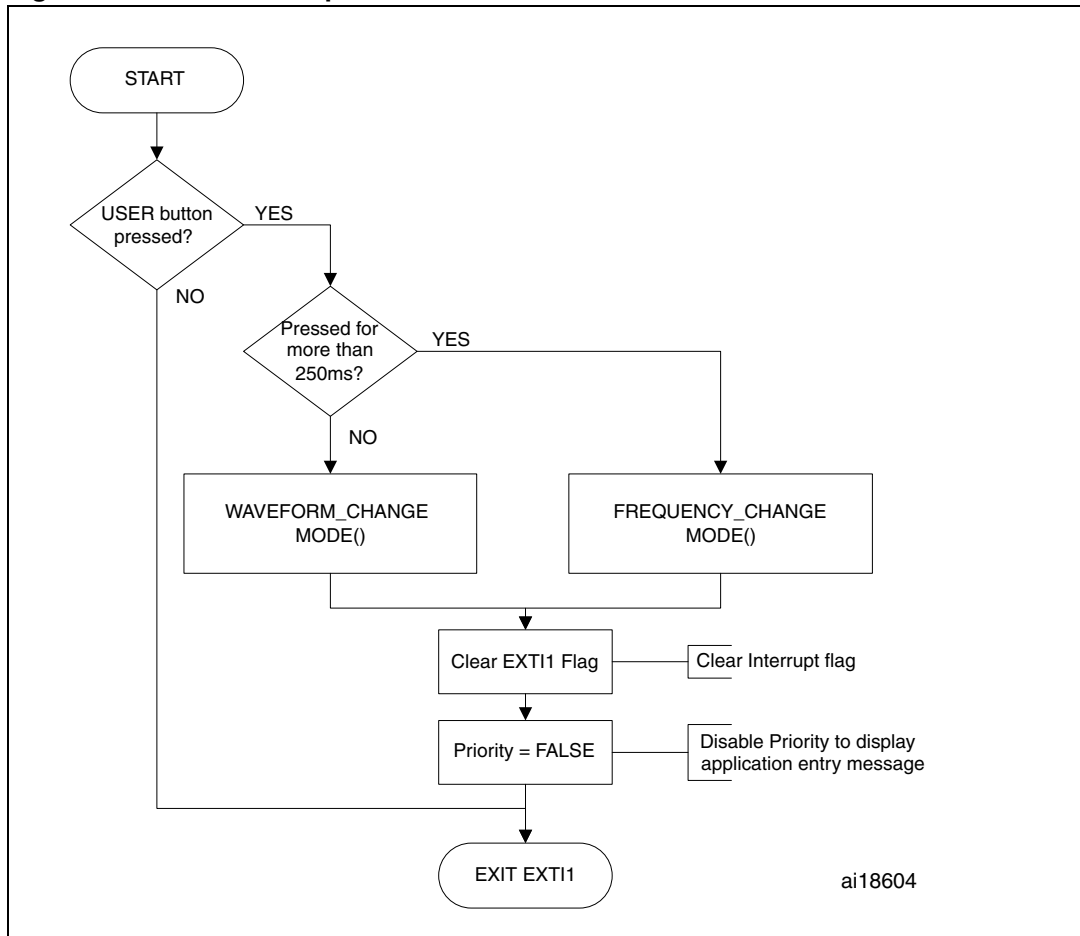 START
USER button
pressed?
YES
NO
Pressed for
more than
250ms?
YES
NO
WAVEFORM_CHANGE
MODE()
FREQUENCY_CHANGE
MODE()
Clear EXTI1 Flag
Clear Interrupt flag
Priority = FALSE
Disable Priority to display
application entry message
EXIT EXTI1
ai18604